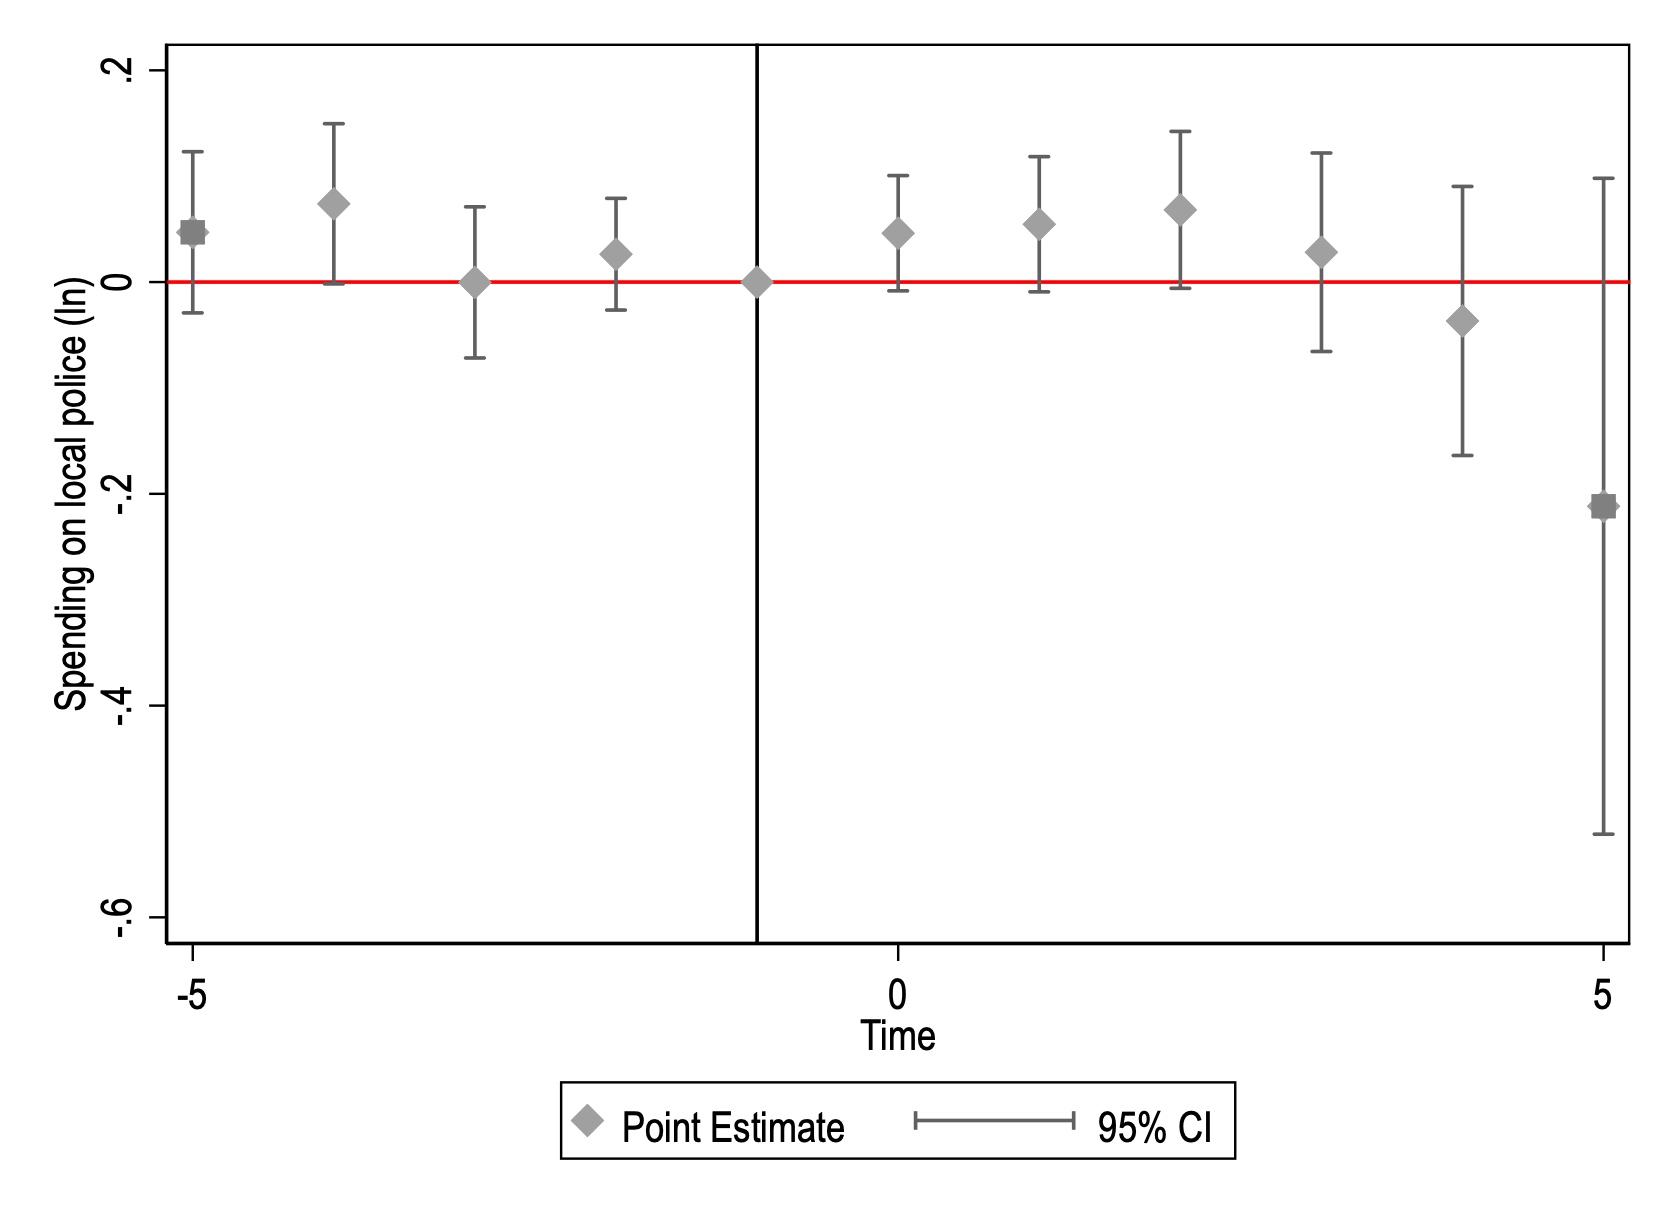 Spending on local police (ln)
.2
0
-.2
-.4
-.6
-5 0 5
Time
Point Estimate 95% CI